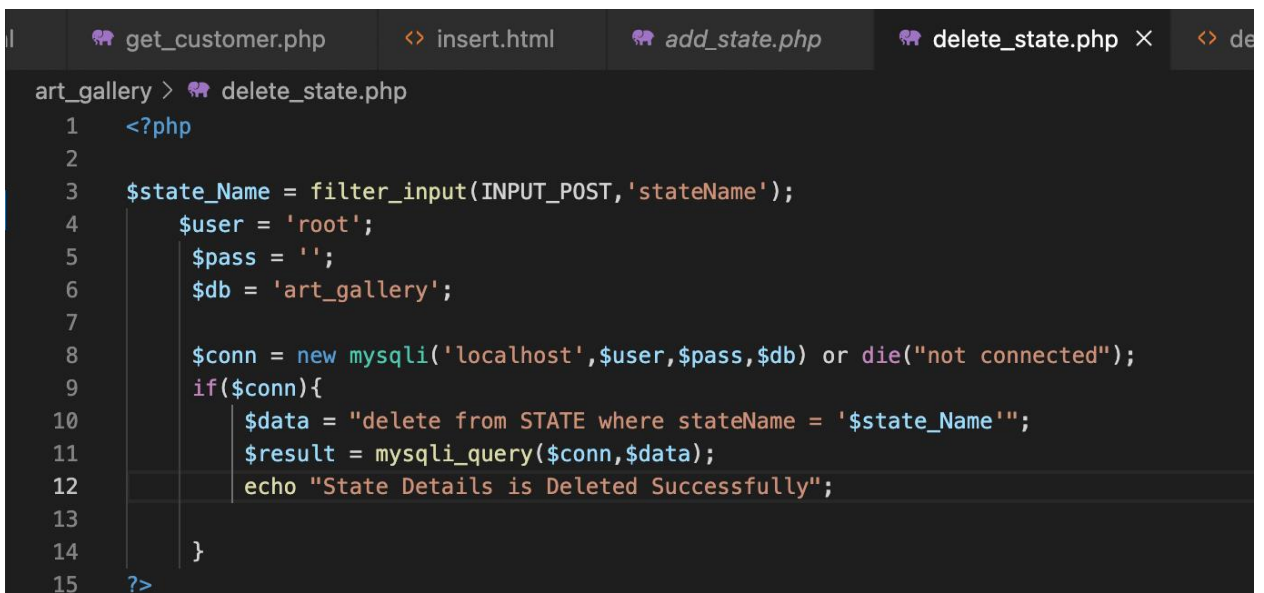 get_customer.php insert.html add_state.php delete_state.php de
art_gallery > delete_state.php
1 <?php
2
3 $state_Name = filter_input(INPUT_POST,'stateName');
4 $user = 'root';
5 $pass = '';
6 $db = 'art_gallery';
7
8 $conn = new mysqli('localhost',$user,$pass,$db) or die("not connected");
9 if($conn){
10 $data = "delete from STATE where stateName = '$state_Name'";
11 $result = mysqli_query($conn,$data);
12 echo "State Details is Deleted Successfully";
13
14 }
15 ?>